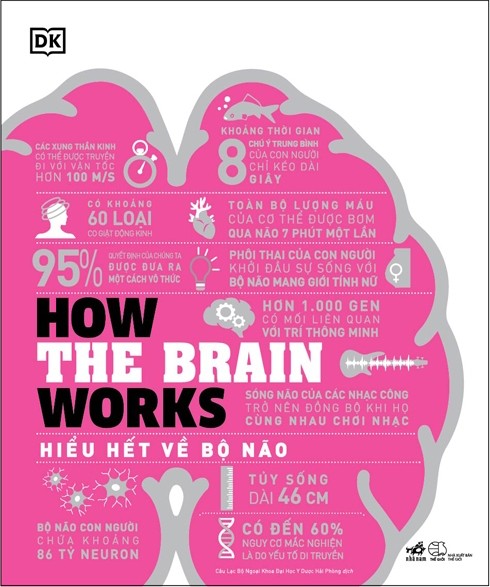 DK
CÁC XUNG THẦN KINH
CÓ THỂ ĐƯỢC TRUYỀN
ĐI VỚI VẬN TỐC
HƠN 100 M/S
KHOẢNG THỜI GIAN
8 CHÚ Ý TRUNG BÌNH
CỦA CON NGƯỜI
CHỈ KÉO DÀI
GIÂY
CÓ KHOẢNG
60 LOẠI
CO GIẬT ĐỘNG KINH
TOÀN BỘ LƯỢNG MÁU
CỦA CƠ THỂ ĐƯỢC BƠM
QUA NÃO 7 PHÚT MỘT LẦN
95% QUYẾT ĐỊNH CỦA CHÚNG TA
ĐƯỢC ĐƯA RA
MỘT CÁCH VÔ THỨC
PHÔI THAI CỦA CON NGƯỜI
KHỞI ĐẦU SỰ SỐNG VỚI
BỘ NÃO MANG GIỚI TÍNH NỮ
HƠN 1.000 GEN
CÓ MỐI LIÊN QUAN
VỚI TRÍ THÔNG MINH
HOW
THE BRAIN
WORKS
SÓNG NÃO CỦA CÁC NHẠC CÔNG
TRỞ NÊN ĐỒNG BỘ KHI HỌ
CÙNG NHAU CHƠI NHẠC
HIỂU HẾT VỀ BỘ NÃO
TỦY SỐNG
DÀI 46 CM
BỘ NÃO CON NGƯỜI
CHỨA KHOẢNG
86 TỶ NEURON
CÓ ĐẾN 60%
NGUY CƠ MẮC NGHIỆN
LÀ DO YẾU TỐ DI TRUYỀN
Câu Lạc Bộ Ngoại Khoa Đại Học Y Dược Hải Phòng dịch
nhã nam
THẾ GIỚI
NHÀ XUẤT BẢN
THẾ GIỚI